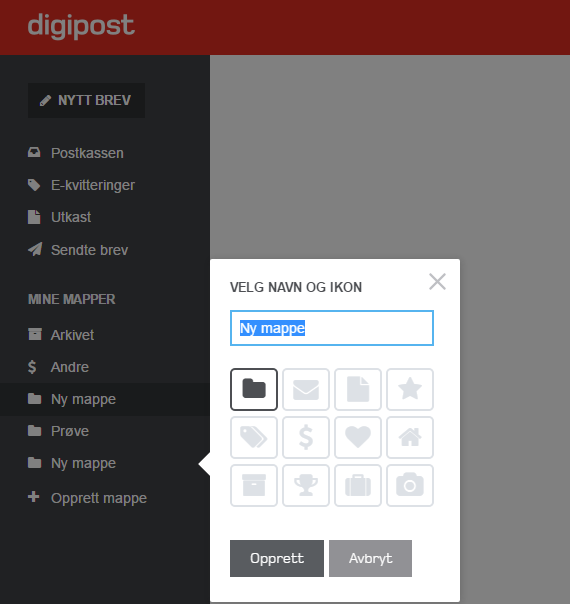 digipost
NYTT BREV
Postkassen
E-kvitteringer
Utkast
Sendte brev
MINE MAPPER
Arkivet
Andre
Ny mappe
Prøve
Ny mappe
Opprett mappe
VELG NAVN OG IKON
Ny mappe
Opprett Avbryt